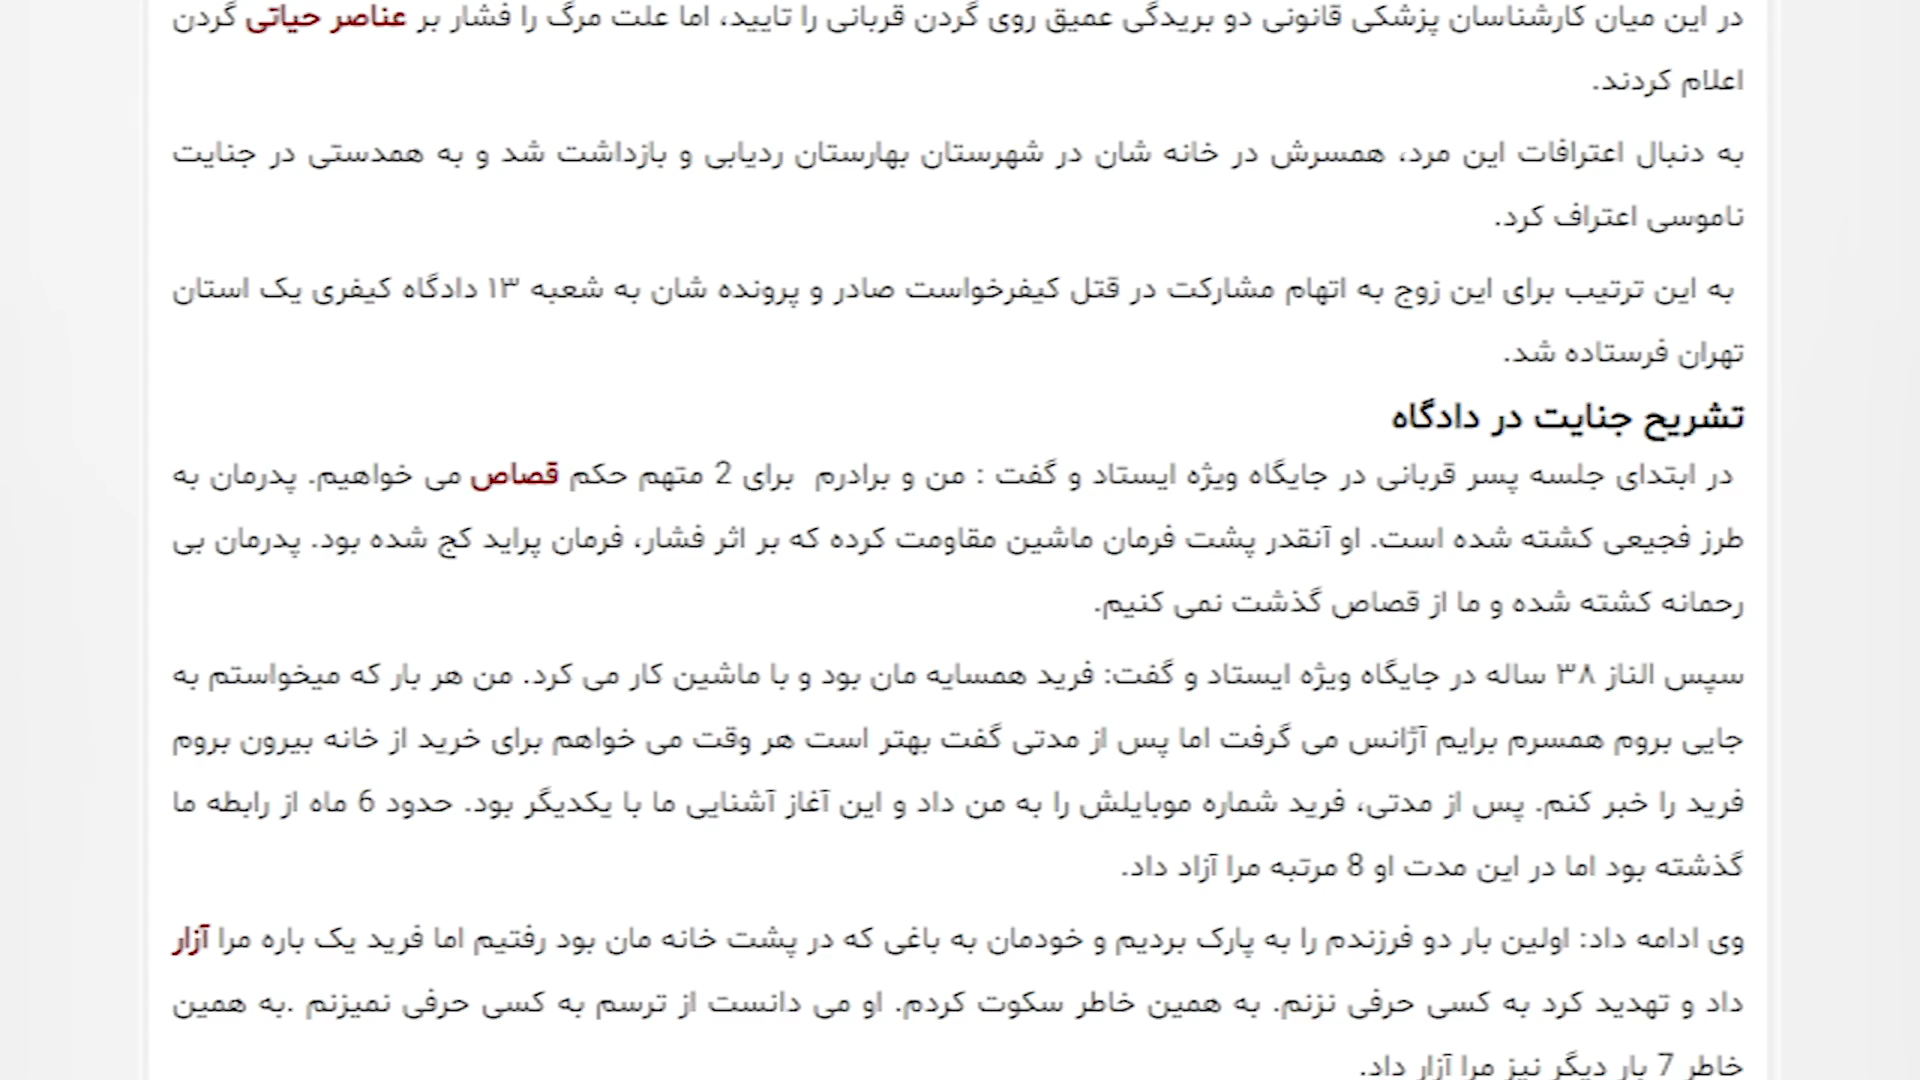 در این میان کارشناسان پزشکی قانونی دو بریدگی عمیق روی گردن قربانی را تایید، اما علت مرگ را فشار بر عناصر حیاتی گردن
اعلام کردند.
به دنبال اعترافات این مرد، همسرش در خانه شان در شهرستان بهارستان ردیابی و بازداشت شد و به همدستی در جنایت
ناموسی اعتراف کرد.
به این ترتیب برای این زوج به اتهام مشارکت در قتل کیفرخواست صادر و پرونده شان به شعبه ۱۳ دادگاه کیفری یک استان
تهران فرستاده شد.
تشریح جنایت در دادگاه
در ابتدای جلسه پسر قربانی در جایگاه ویژه ایستاد و گفت : من و برادرم برای 2 متهم حکم قصاص می خواهیم. پدرمان به
طرز فجیعی کشته شده است. او آنقدر پشت فرمان ماشین مقاومت کرده که بر اثر فشار، فرمان پراید کج شده بود. پدرمان بی
رحمانه کشته شده و ما از قصاص گذشت نمی کنیم.
سپس الناز ۳۸ ساله در جایگاه ویژه ایستاد و گفت: فرید همسایه مان بود و با ماشین کار می کرد. من هر بار که میخواستم به
جایی بروم همسرم برایم آژانس می گرفت اما پس از مدتی گفت بهتر است هر وقت می خواهم برای خرید از خانه بیرون بروم
فرید را خبر کنم. پس از مدتی، فرید شماره موبایلش را به من داد و این آغاز آشنایی ما با یکدیگر بود. حدود 6 ماه از رابطه ما
گذشته بود اما در این مدت او 8 مرتبه مرا آزاد داد.
وی ادامه داد: اولین بار دو فرزندم را به پارک بردیم و خودمان به باغی که در پشت خانه مان بود رفتیم اما فرید یک باره مرا آزار
داد و تهدید کرد به کسی حرفی نزنم. به همین خاطر سکوت کردم. او می دانست از ترسم به کسی حرفی نمیزنم .به همین
خاطر 7 بار دیگر نیز مرا آزار داد.